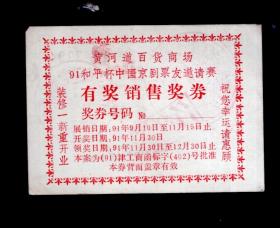 黄河道百货商场
91和平杯中国京剧票友邀请赛
有奖销售奖券
奖券号码 №
展销日期:91年9月10日至11月15日止
开奖日期:91年11月30日
领奖日期:91年11月30日至12月30日止
本案为(91)津工商函标字(402)号批准
本券背面盖章有效
装修一新重开业
祝您幸运请惠顾